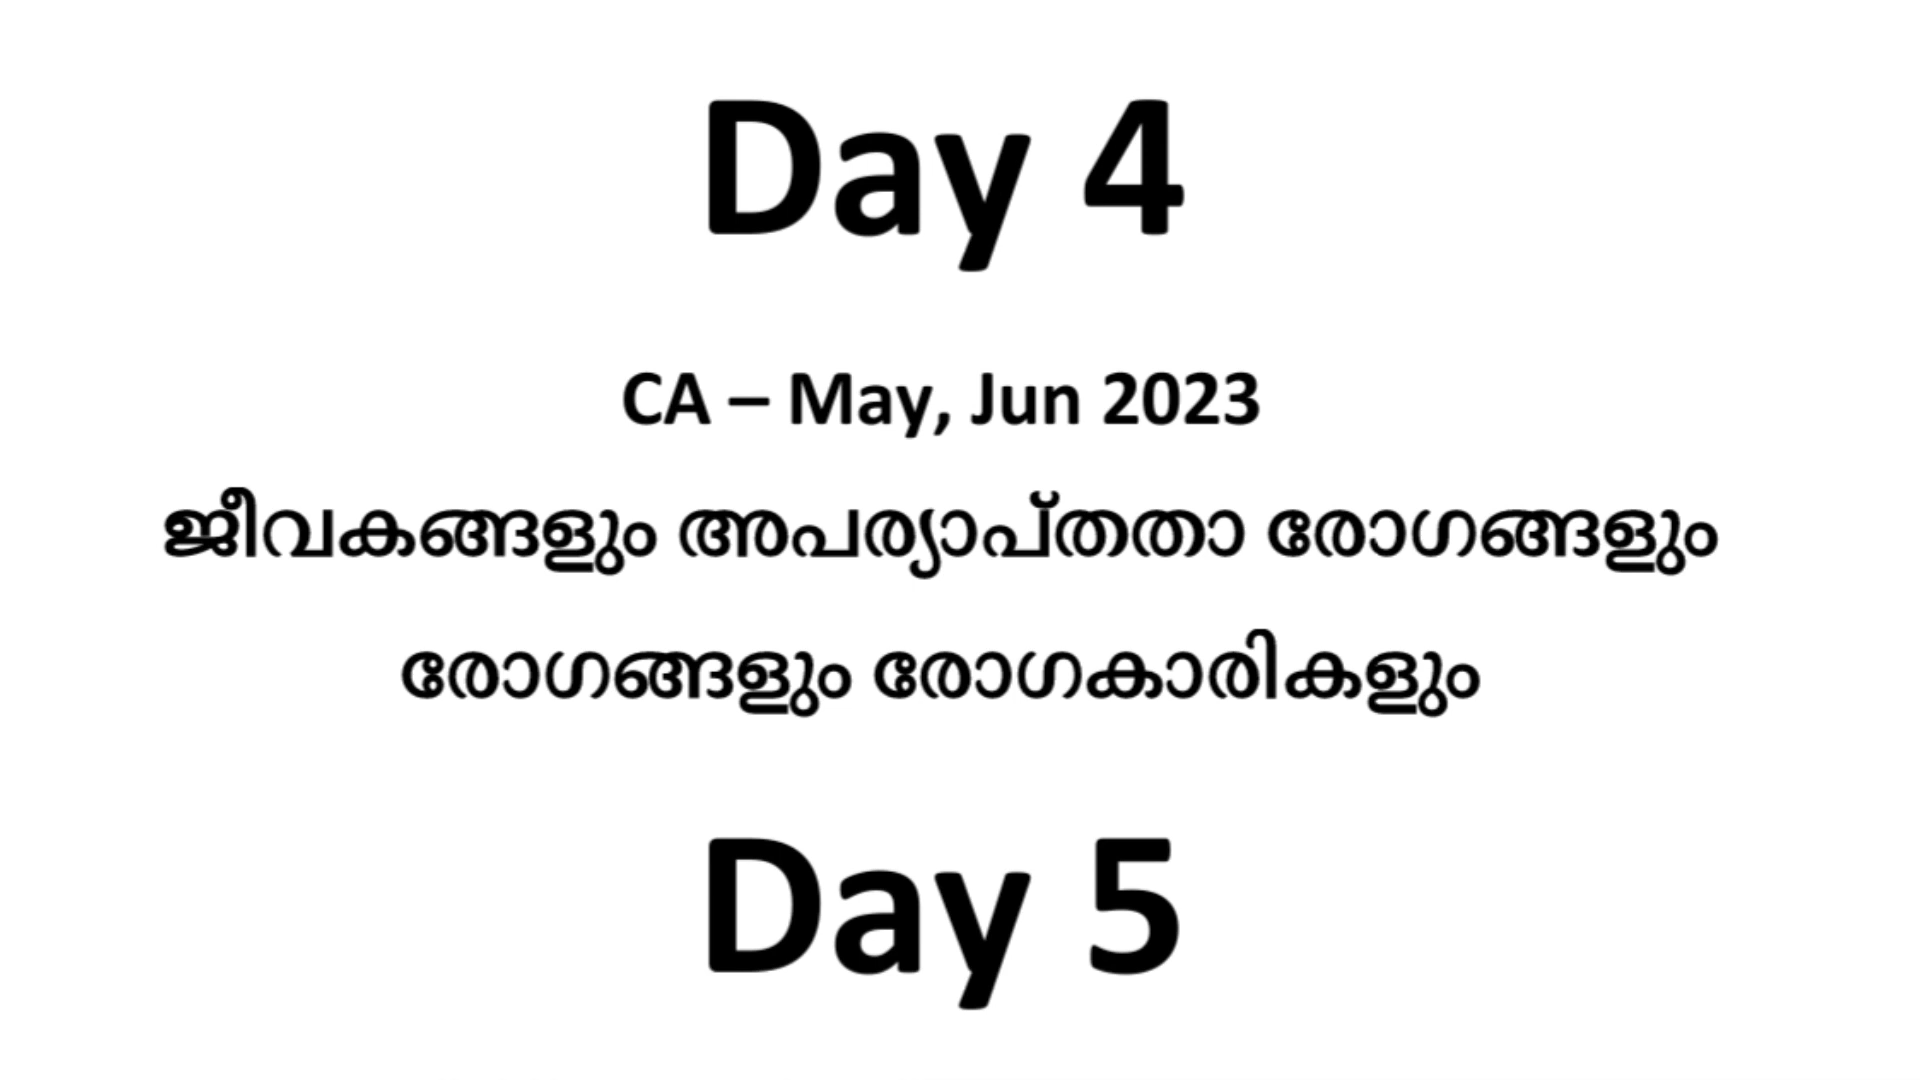 Day 4
CA – May, Jun 2023
ജീവകങ്ങളും അപര്യാപ്തതാ രോഗങ്ങളും
രോഗങ്ങളും രോഗകാരികളും
Day 5